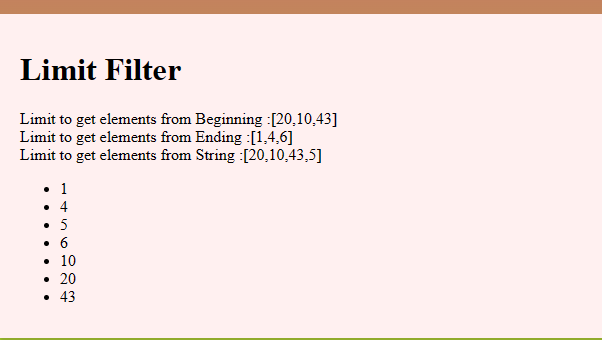 Limit Filter
Limit to get elements from Beginning :[20,10,43]
Limit to get elements from Ending :[1,4,6]
Limit to get elements from String :[20,10,43,5]
1
4
5
6
10
20
43